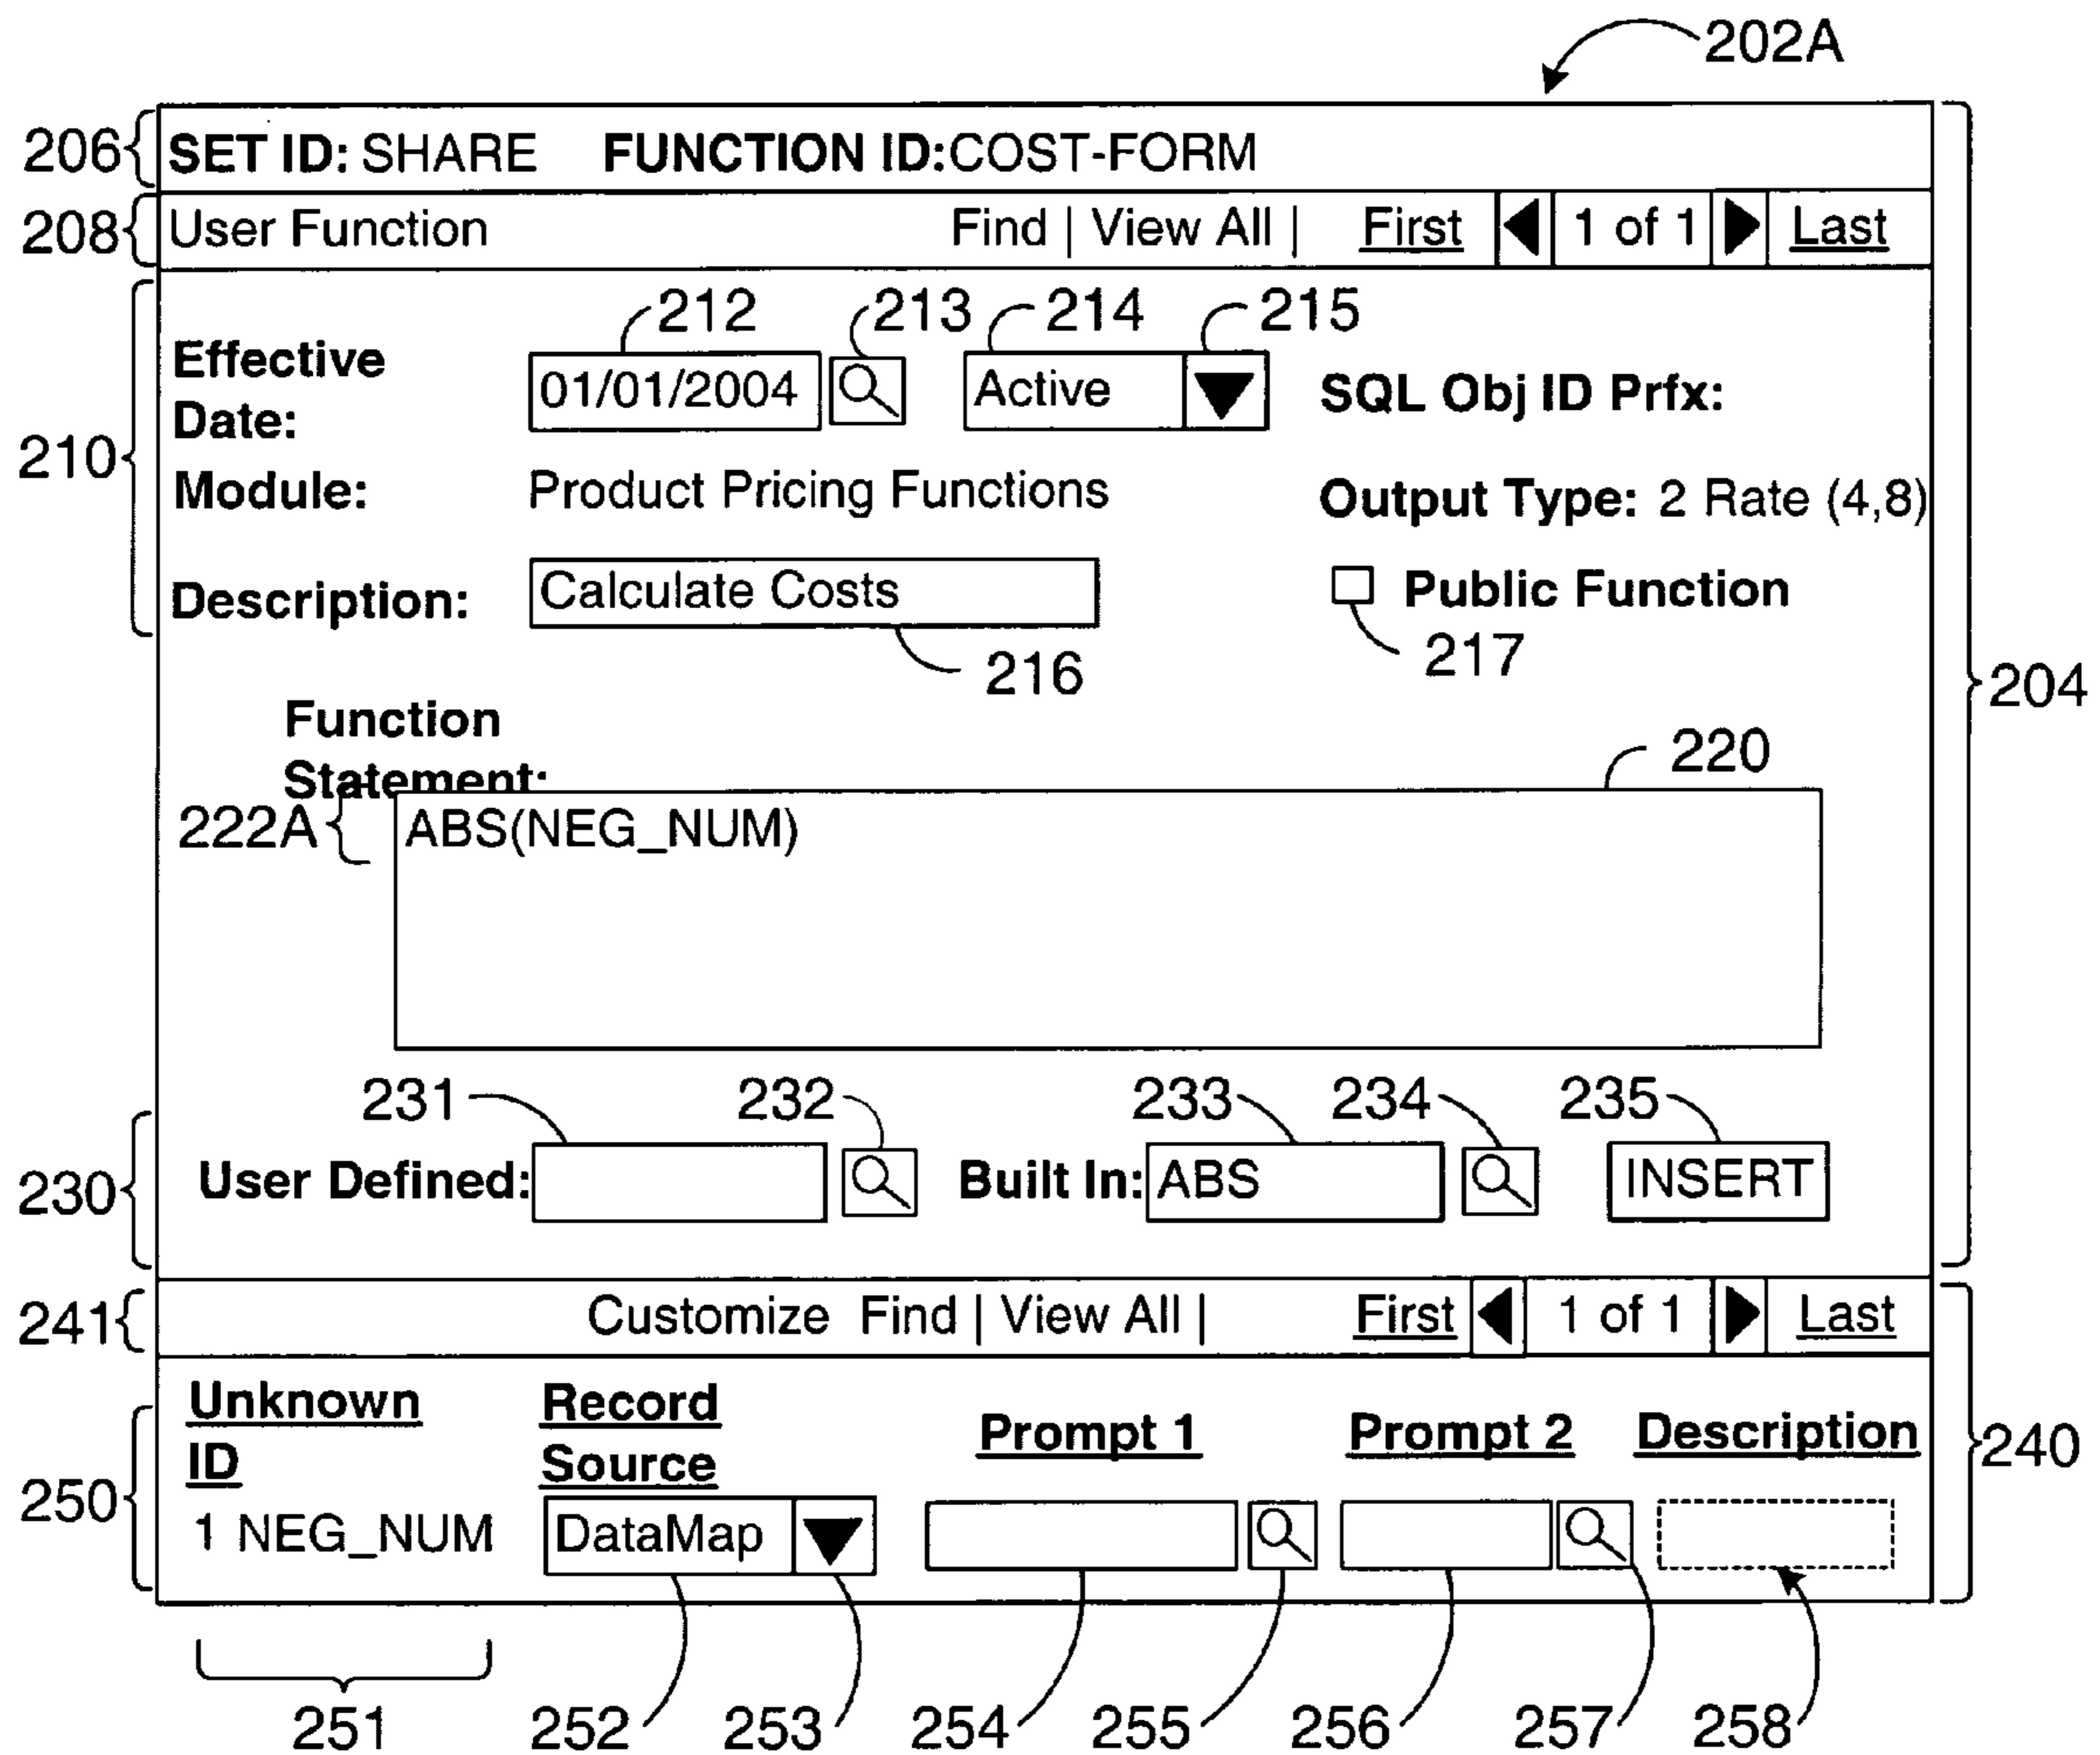 202A
206 SET ID: SHARE FUNCTION ID:COST-FORM
208 User Function Find | View All | First 1 of 1 Last
212 213 214 215
Effective Date: 01/01/2004 Active SQL Obj ID Prfx:
210
Module: Product Pricing Functions Output Type: 2 Rate (4,8)
Description: Calculate Costs Public Function
216 217
204
Function
Statement:
220
222A ABS(NEG_NUM)
231 232 233 234 235
230 User Defined: Built In: ABS INSERT
241 Customize Find | View All | First 1 of 1 Last
Unknown ID Record Source Prompt 1 Prompt 2 Description
240
250
1 NEG_NUM DataMap
251 252 253 254 255 256 257 258